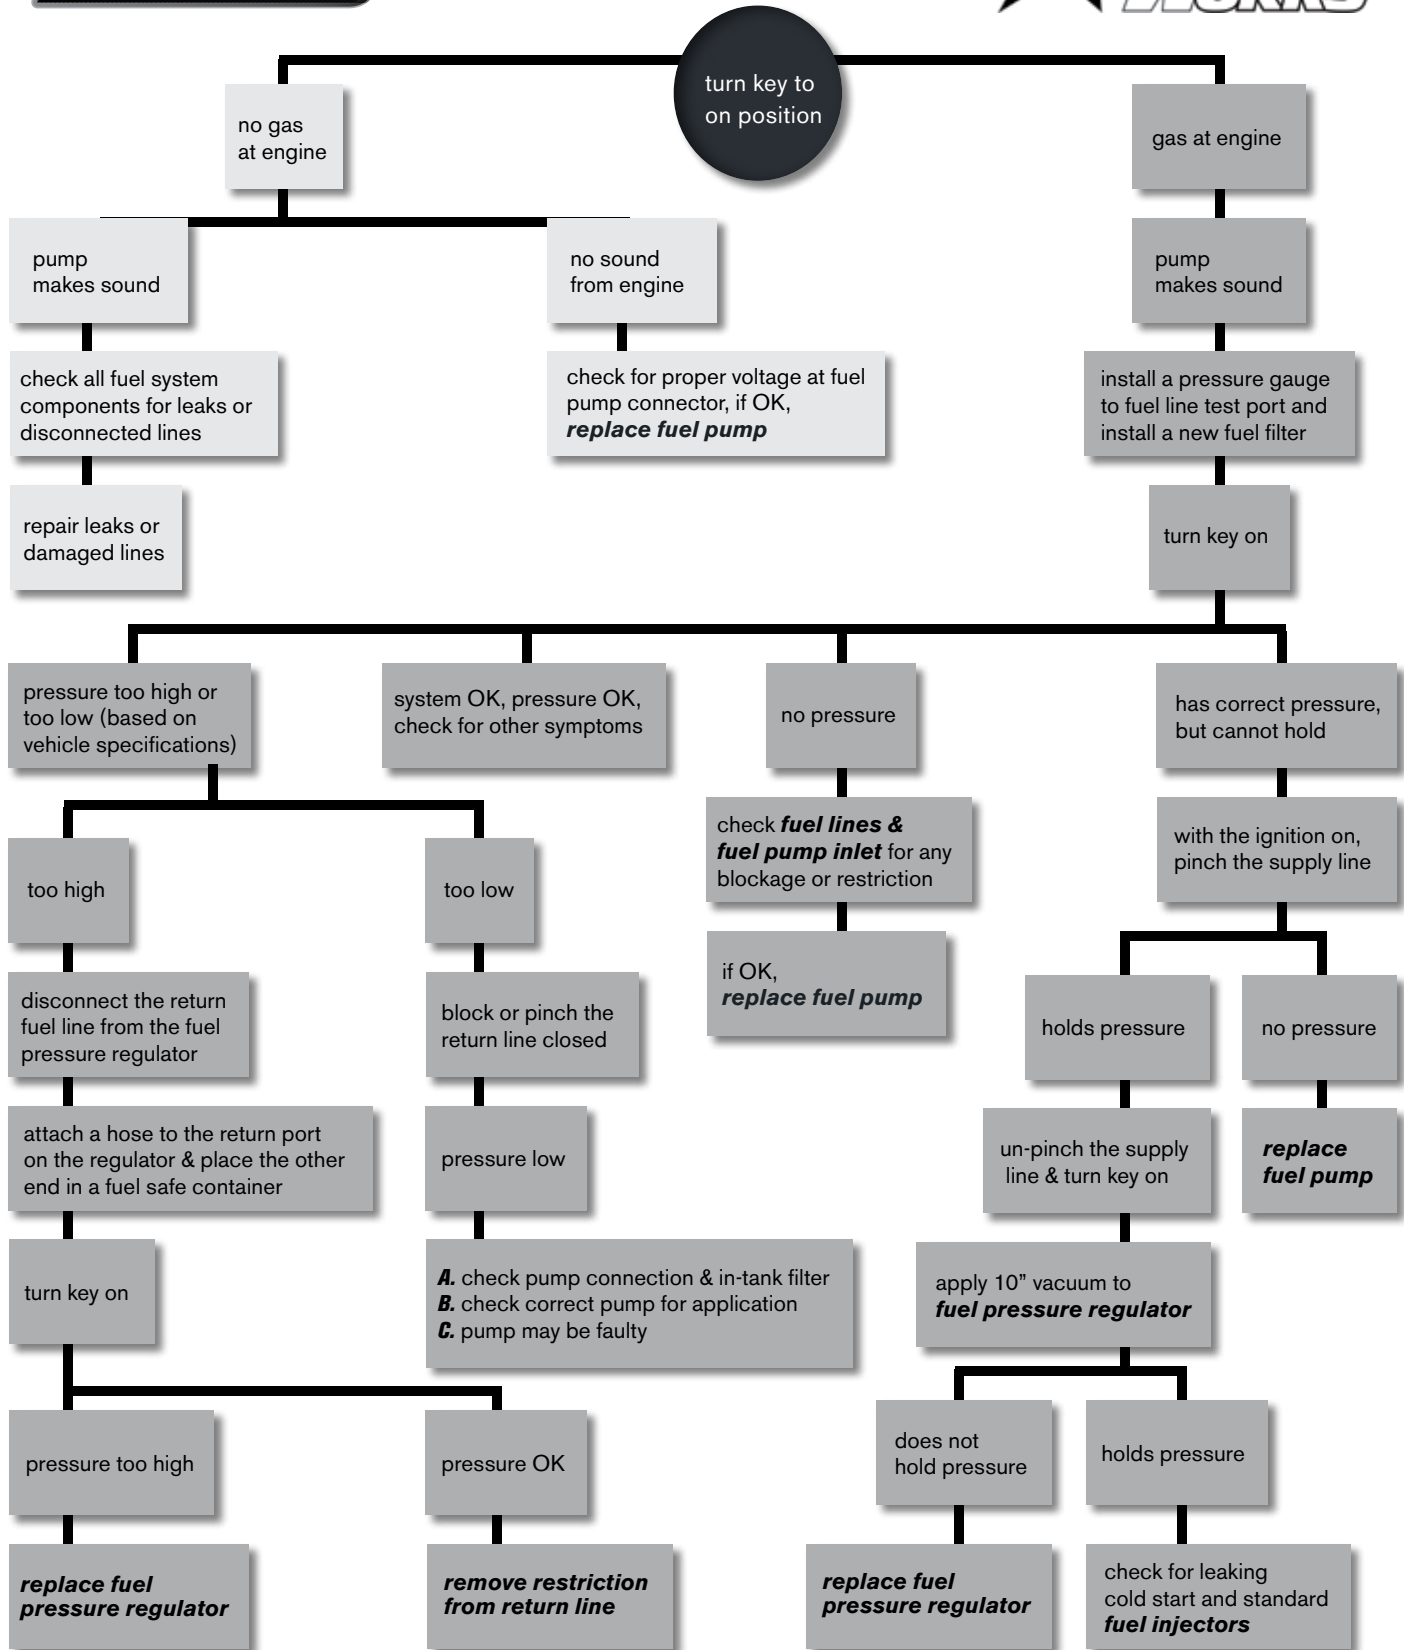 turn key to
on position
no gas
at engine
gas at engine
pump
makes sound
no sound
from engine
pump
makes sound
check all fuel system
components for leaks or
disconnected lines
check for proper voltage at fuel
pump connector, if OK,
replace fuel pump
install a pressure gauge
to fuel line test port and
install a new fuel filter
repair leaks or
damaged lines
turn key on
pressure too high or
too low (based on
vehicle specifications)
system OK, pressure OK,
check for other symptoms
no pressure
has correct pressure,
but cannot hold
too high
too low
check fuel lines &
fuel pump inlet for any
blockage or restriction
with the ignition on,
pinch the supply line
disconnect the return
fuel line from the fuel
pressure regulator
block or pinch the
return line closed
if OK,
replace fuel pump
holds pressure
no pressure
attach a hose to the return port
on the regulator & place the other
end in a fuel safe container
pressure low
un-pinch the supply
line & turn key on
replace
fuel pump
turn key on
A. check pump connection & in-tank filter
B. check correct pump for application
C. pump may be faulty
apply 10” vacuum to
fuel pressure regulator
pressure too high
pressure OK
does not
hold pressure
holds pressure
replace fuel
pressure regulator
remove restriction
from return line
replace fuel
pressure regulator
check for leaking
cold start and standard
fuel injectors